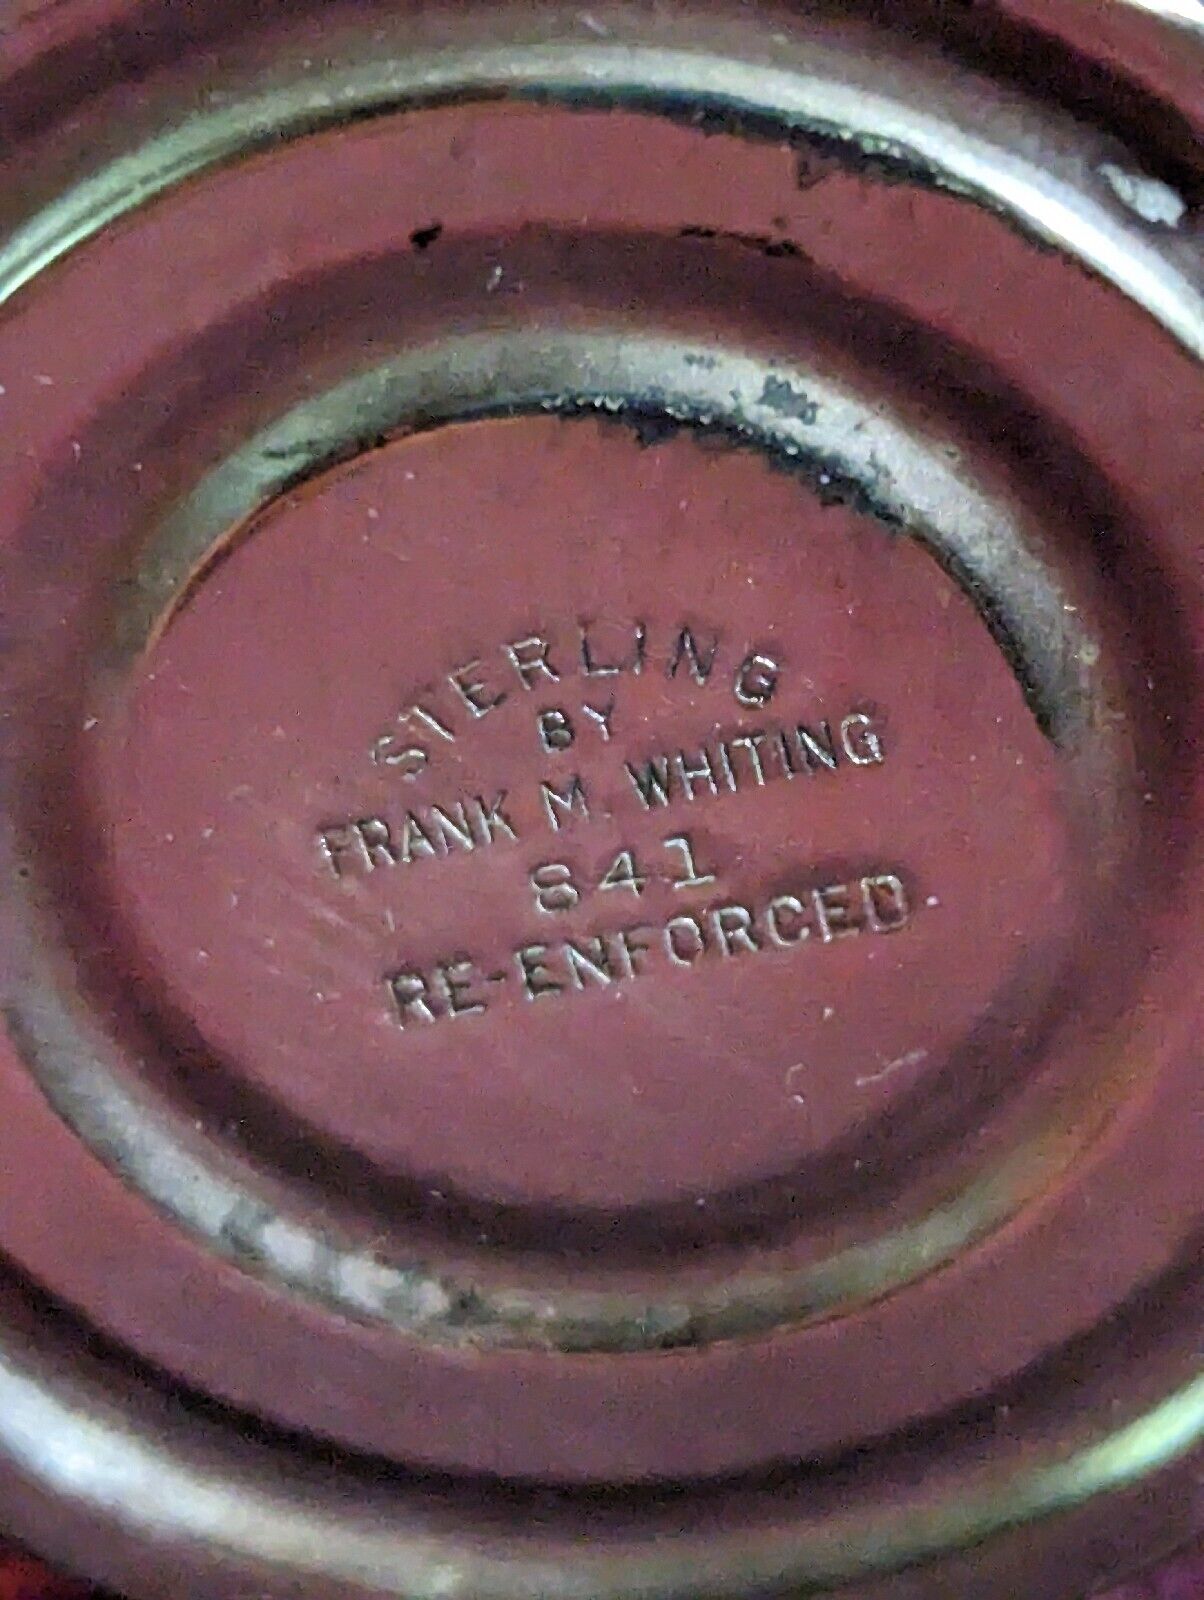 STERLING
BY
FRANK M. WHITING
841
RE-ENFORCED